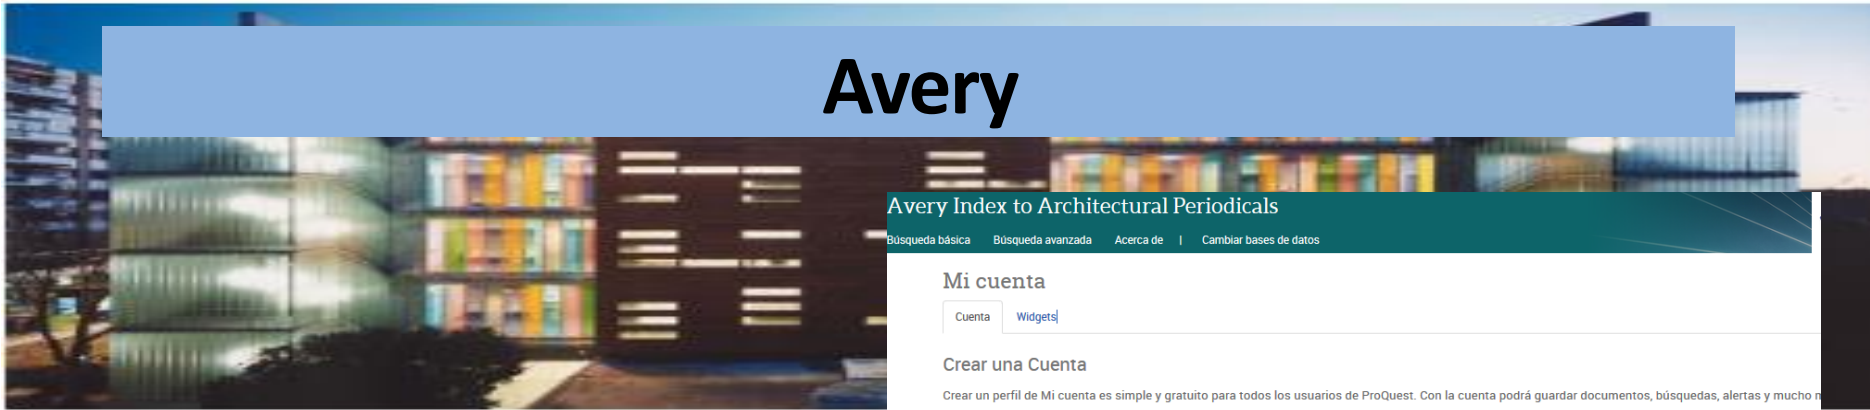 Avery
Avery Index to Architectural Periodicals
Búsqueda básica Búsqueda avanzada Acerca de | Cambiar bases de datos
Mi cuenta
Cuenta Widgets
Crear una Cuenta
Crear un perfil de Mi cuenta es simple y gratuito para todos los usuarios de ProQuest. Con la cuenta podrá guardar documentos, búsquedas, alertas y mucho